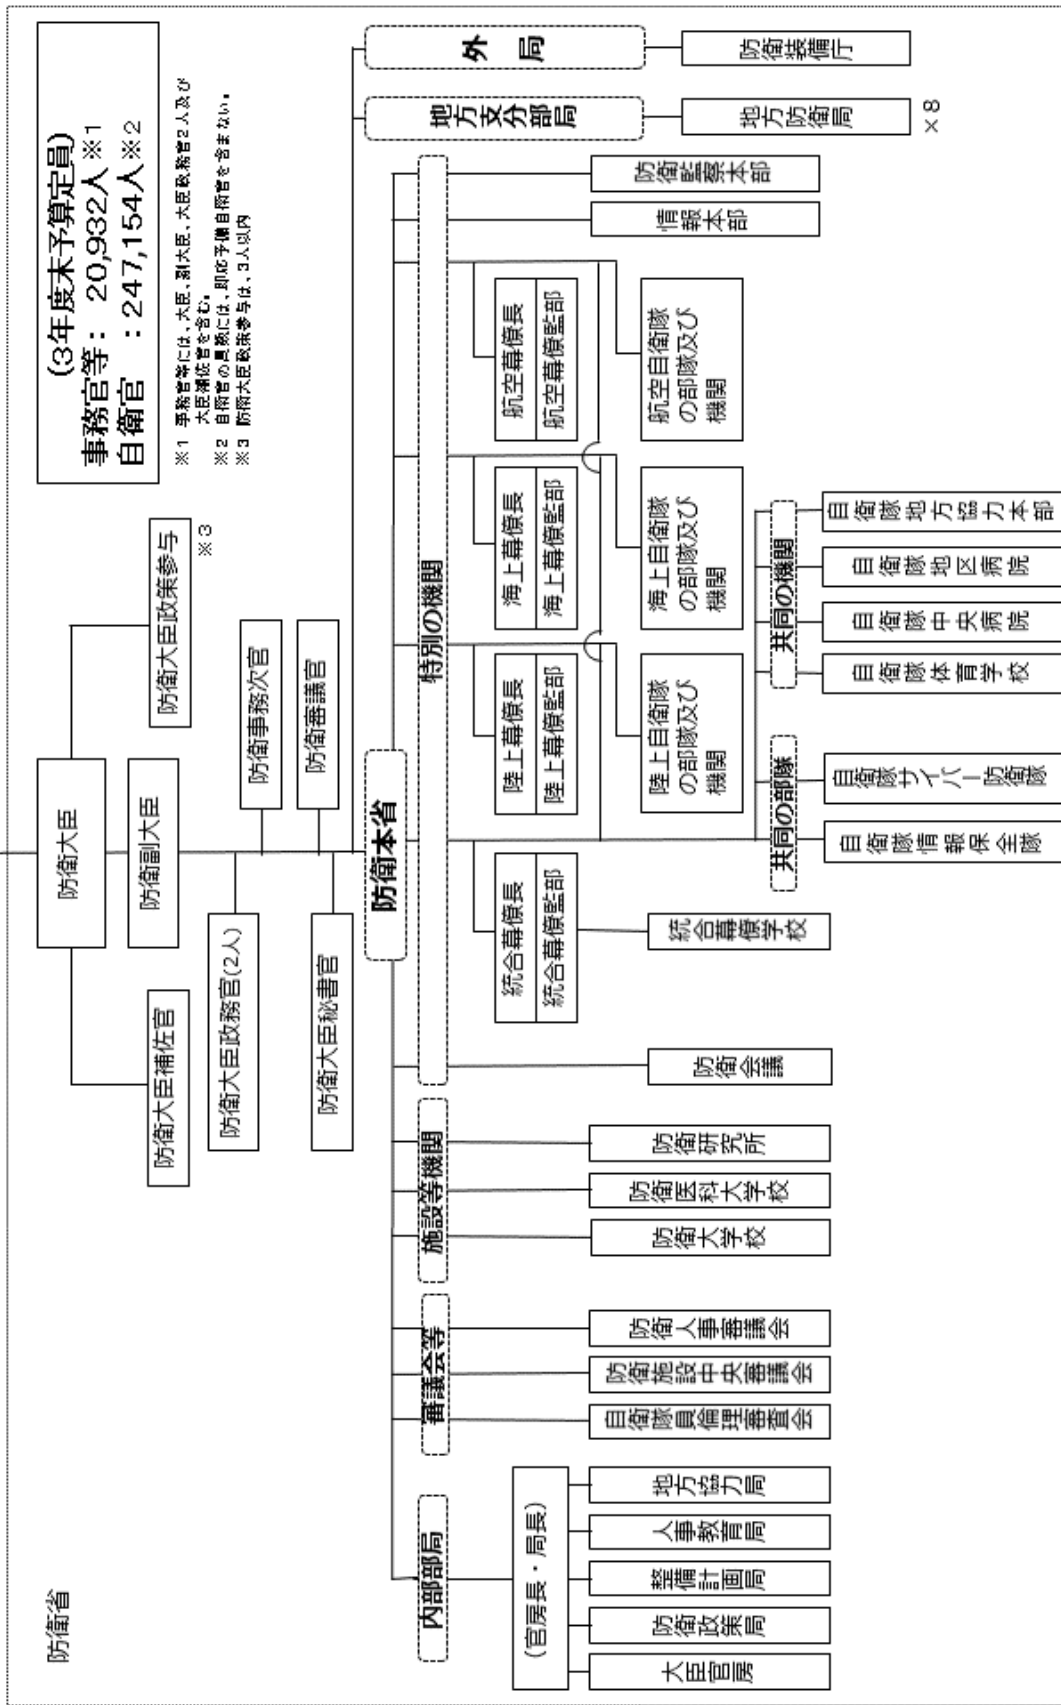 防衛省
(3年度末予算定員)
事務官等：20,932人※1
自衛官　：247,154人※2
※1 事務官等には、大臣、副大臣、大臣政務官2人及び
大臣補佐官を含む。
※2 自衛官の員数には、即応予備自衛官を含まない。
※3 防衛大臣政策参与は、3人以内
防衛大臣
防衛大臣補佐官
防衛副大臣
防衛大臣政策参与
※3
防衛大臣政務官(2人)
防衛事務次官
防衛大臣秘書官
防衛審議官
防衛本省
内部部局
審議会等
施設等機関
特別の機関
地方支分部局
外局
(官房長・局長)
大臣官房
防衛政策局
整備計画局
人事教育局
地方協力局
自衛隊員倫理審査会
防衛施設中央審議会
防衛人事審議会
防衛大学校
防衛医科大学校
防衛研究所
防衛会議
統合幕僚長
統合幕僚監部
統合幕僚学校
陸上幕僚長
陸上幕僚監部
陸上自衛隊
の部隊及び
機関
海上幕僚長
海上幕僚監部
海上自衛隊
の部隊及び
機関
航空幕僚長
航空幕僚監部
航空自衛隊
の部隊及び
機関
情報本部
防衛監察本部
地方防衛局
×8
防衛装備庁
共同の部隊
共同の機関
自衛隊情報保全隊
自衛隊サイバー防衛隊
自衛隊体育学校
自衛隊中央病院
自衛隊地区病院
自衛隊地方協力本部